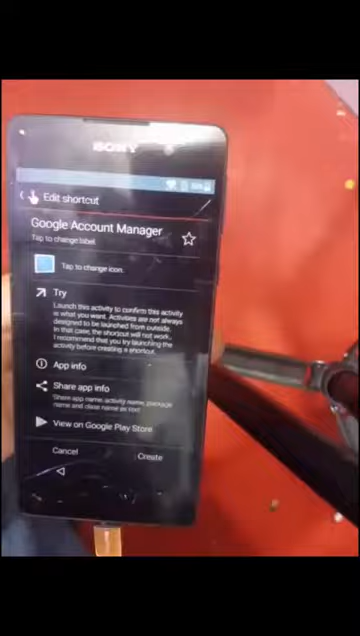 SONY
Edit shortcut
Google Account Manager
Tap to change label.
Tap to change icon.
Try
Launch this activity to confirm this activity
is what you want. Activities are not always
designed to be launched from outside.
In that case, the shortcut will not work.
I recommend that you try launching the
activity before creating a shortcut.
App info
Share app info
Share app name, activity name, package
name and class name as text
View on Google Play Store
Cancel
Create